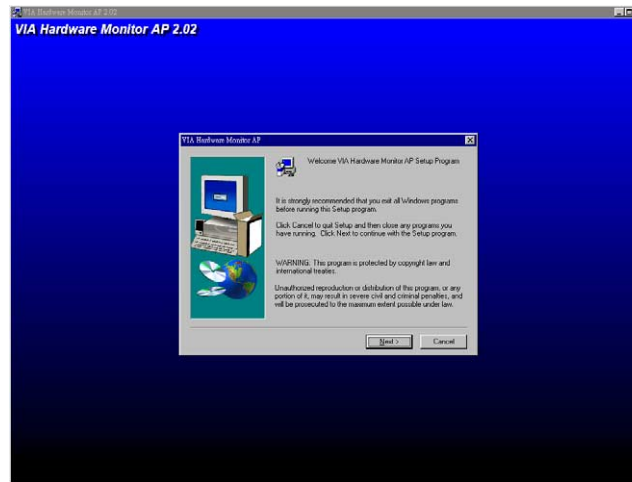 VIA Hardware Monitor AP 2.02
VIA Hardware Monitor AP 2.02
VIA Hardware Monitor AP
Welcome VIA Hardware Monitor AP Setup Program
It is strongly recommended that you exit all Windows programs
before running this Setup program.
Click Cancel to quit Setup and then close any programs you
have running. Click Next to continue with the Setup program.
WARNING: This program is protected by copyright law and
international treaties.
Unauthorized reproduction or distribution of this program, or any
portion of it, may result in severe civil and criminal penalties, and
will be prosecuted to the maximum extent possible under law.
Next >
Cancel